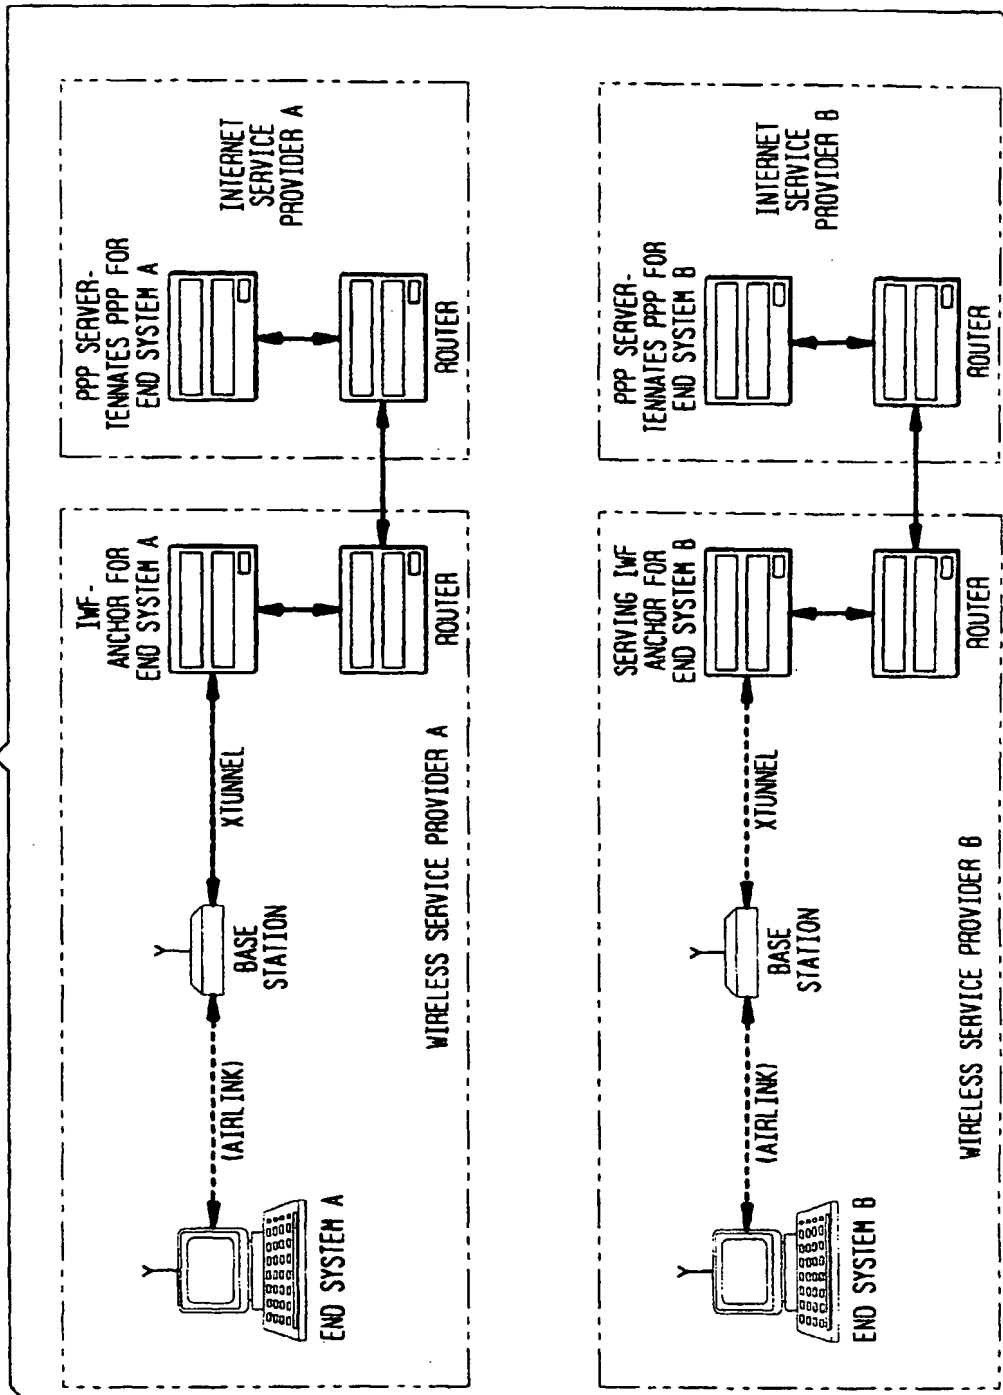 PPP SERVER-
TENNATES PPP FOR
END SYSTEM A
INTERNET
SERVICE
PROVIDER A
IWF-
ANCHOR FOR
END SYSTEM A
XTUNNEL
BASE
STATION
(AIRLINK)
END SYSTEM A
ROUTER
ROUTER
WIRELESS SERVICE PROVIDER A
PPP SERVER-
TENNATES PPP FOR
END SYSTEM B
INTERNET
SERVICE
PROVIDER B
SERVING IWF
ANCHOR FOR
END SYSTEM B
XTUNNEL
BASE
STATION
(AIRLINK)
END SYSTEM B
ROUTER
ROUTER
WIRELESS SERVICE PROVIDER B